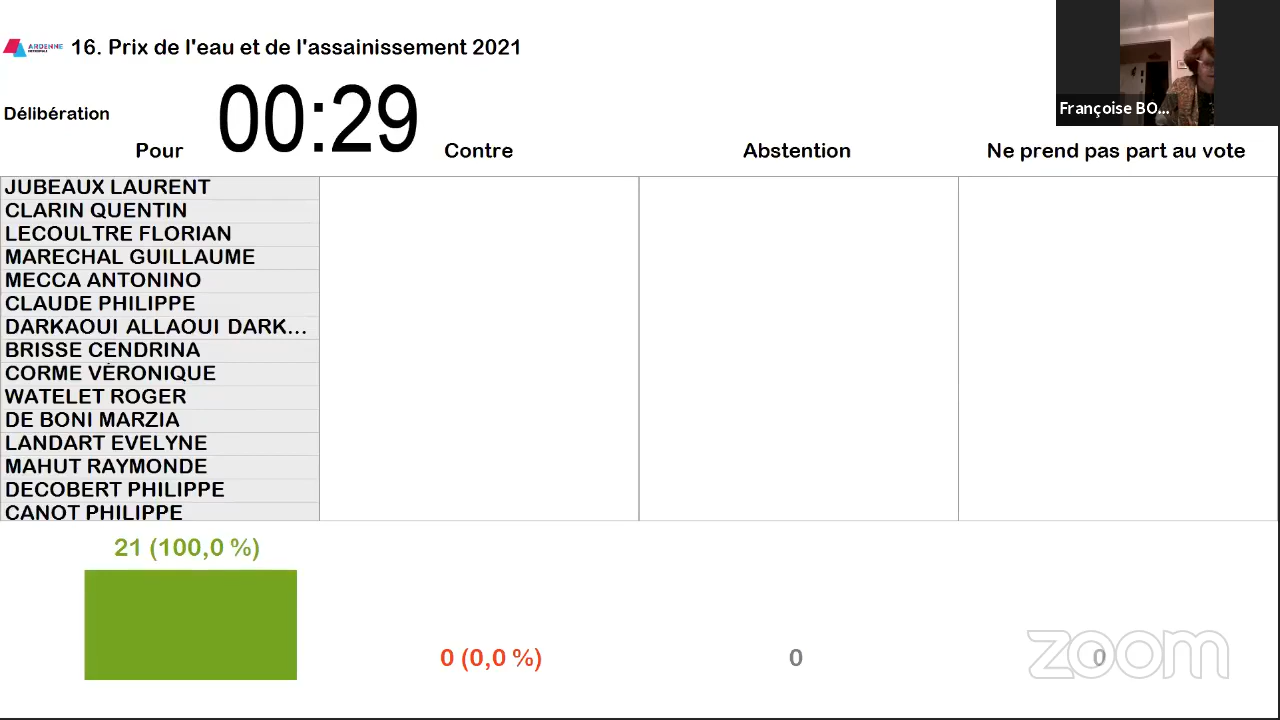 ARDENNE
MÉTROPOLE
16. Prix de l'eau et de l'assainissement 2021
Françoise BO...
Délibération
00:29
Pour
Contre
Abstention
Ne prend pas part au vote
JUBEAUX LAURENT
CLARIN QUENTIN
LECOULTRE FLORIAN
MARECHAL GUILLAUME
MECCA ANTONINO
CLAUDE PHILIPPE
DARKAOUI ALLAOUI DARK...
BRISSE CENDRINA
CORME VÉRONIQUE
WATELET ROGER
DE BONI MARZIA
LANDART EVELYNE
MAHUT RAYMONDE
DECOBERT PHILIPPE
CANOT PHILIPPE
21 (100,0 %)
0 (0,0 %)
0
0
zoom